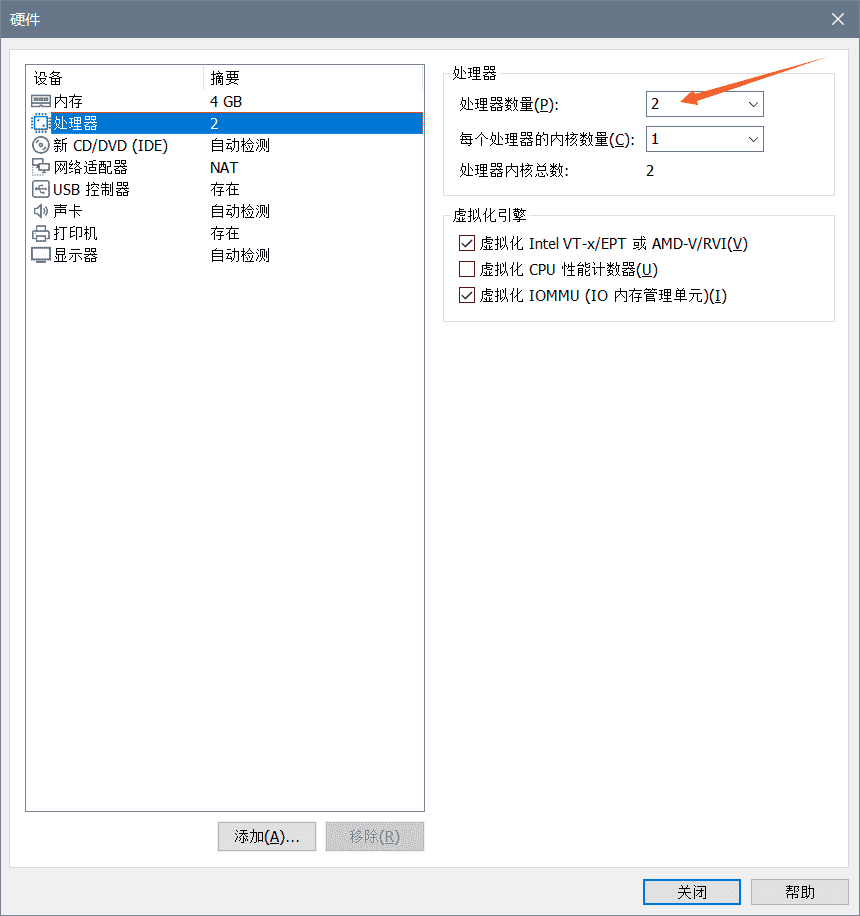 硬件
设备 摘要
内存 4 GB
处理器 2
新 CD/DVD (IDE) 自动检测
网络适配器 NAT
USB 控制器 存在
声卡 自动检测
打印机 存在
显示器 自动检测
添加(A)... 移除(R)
处理器
处理器数量(P): 2
每个处理器的内核数量(C): 1
处理器内核总数: 2
虚拟化引擎
虚拟化 Intel VT-x/EPT 或 AMD-V/RVI(V)
虚拟化 CPU 性能计数器(U)
虚拟化 IOMMU (IO 内存管理单元)(I)
关闭 帮助